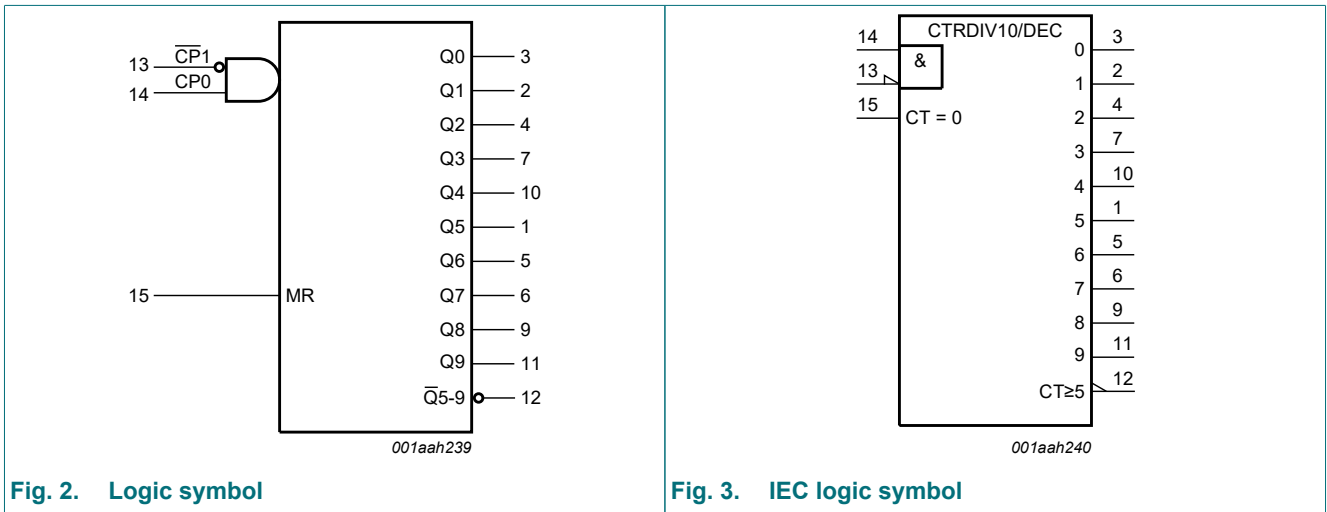 13 C̅P̅1
14 CP0
15 MR
Q0 3
Q1 2
Q2 4
Q3 7
Q4 10
Q5 1
Q6 5
Q7 6
Q8 9
Q9 11
Q̅5-9 12
001aah239
Fig. 2. Logic symbol
CTRDIV10/DEC
14 &
13
15 CT = 0
0 3
1 2
2 4
3 7
4 10
5 1
6 5
7 6
8 9
9 11
CT≥5 12
001aah240
Fig. 3. IEC logic symbol